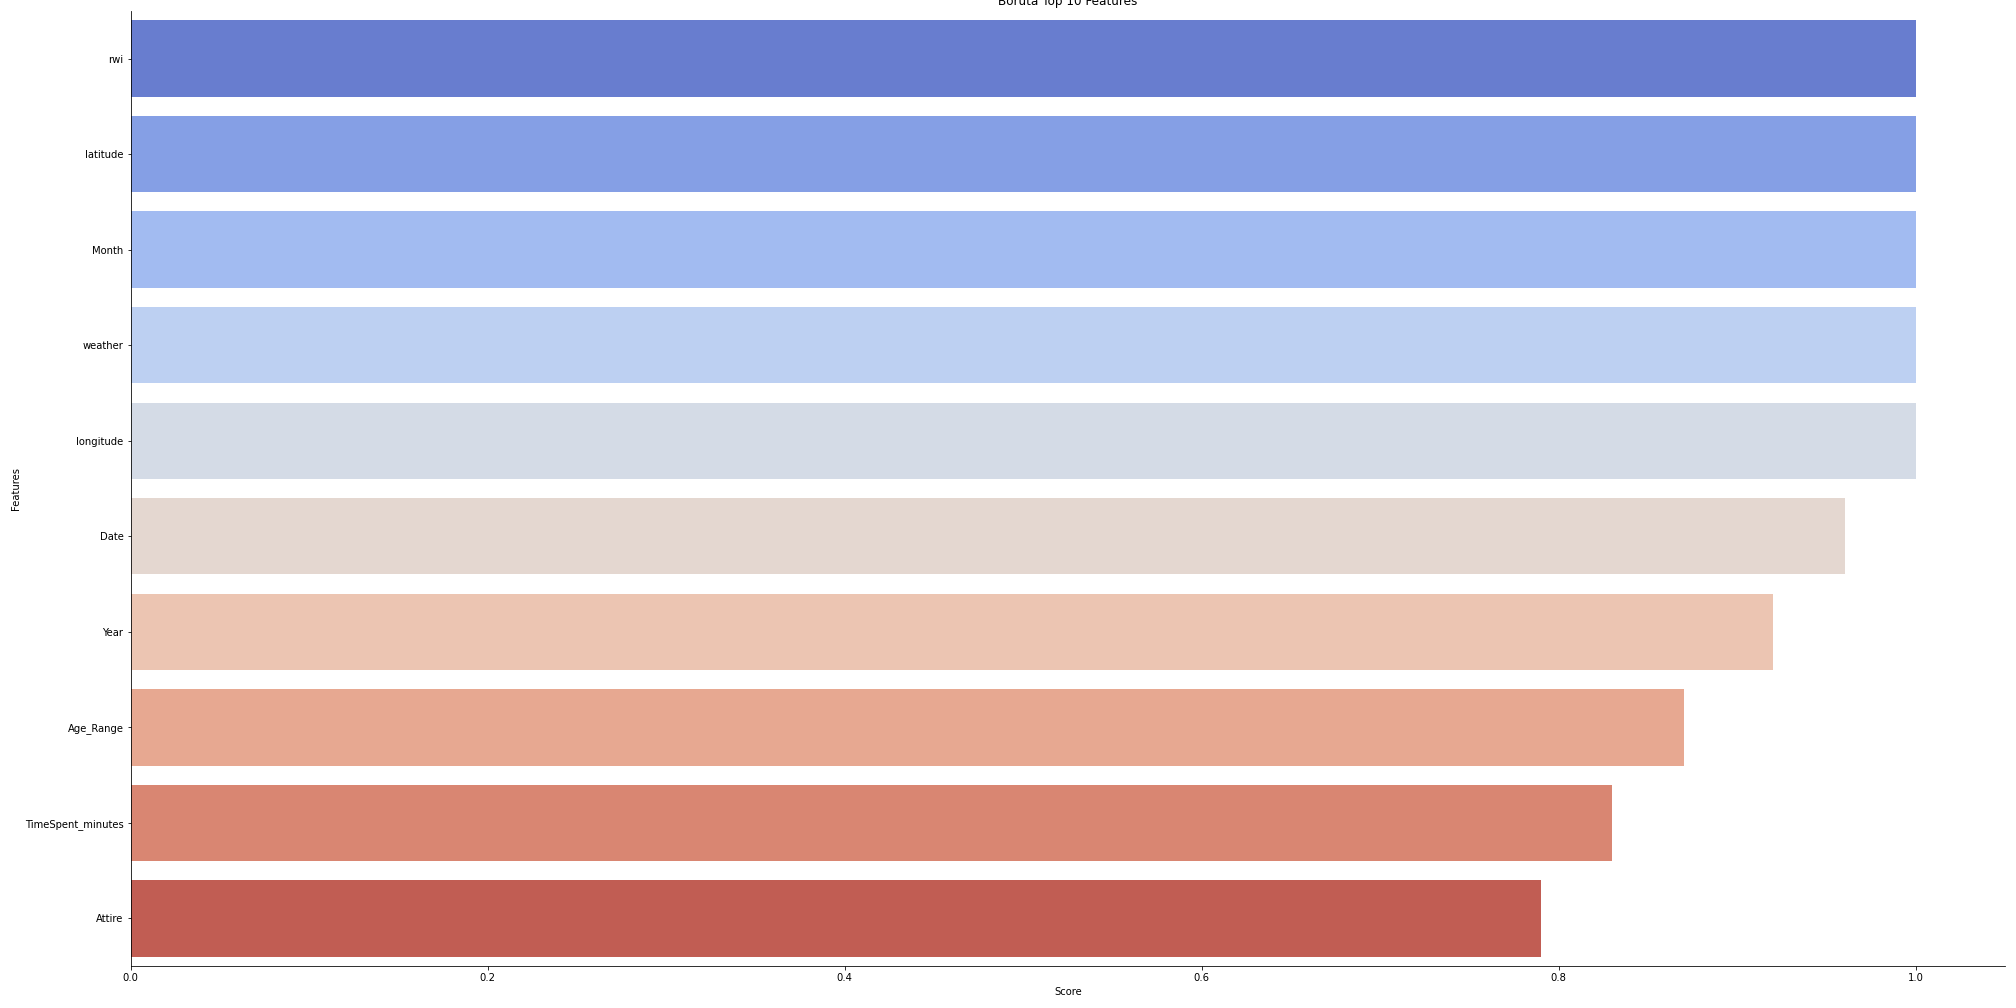 Boruta Top 10 Features
rwi
latitude
Month
weather
longitude
Date
Year
Age_Range
TimeSpent_minutes
Attire
Features
0.0 0.2 0.4 0.6 0.8 1.0
Score